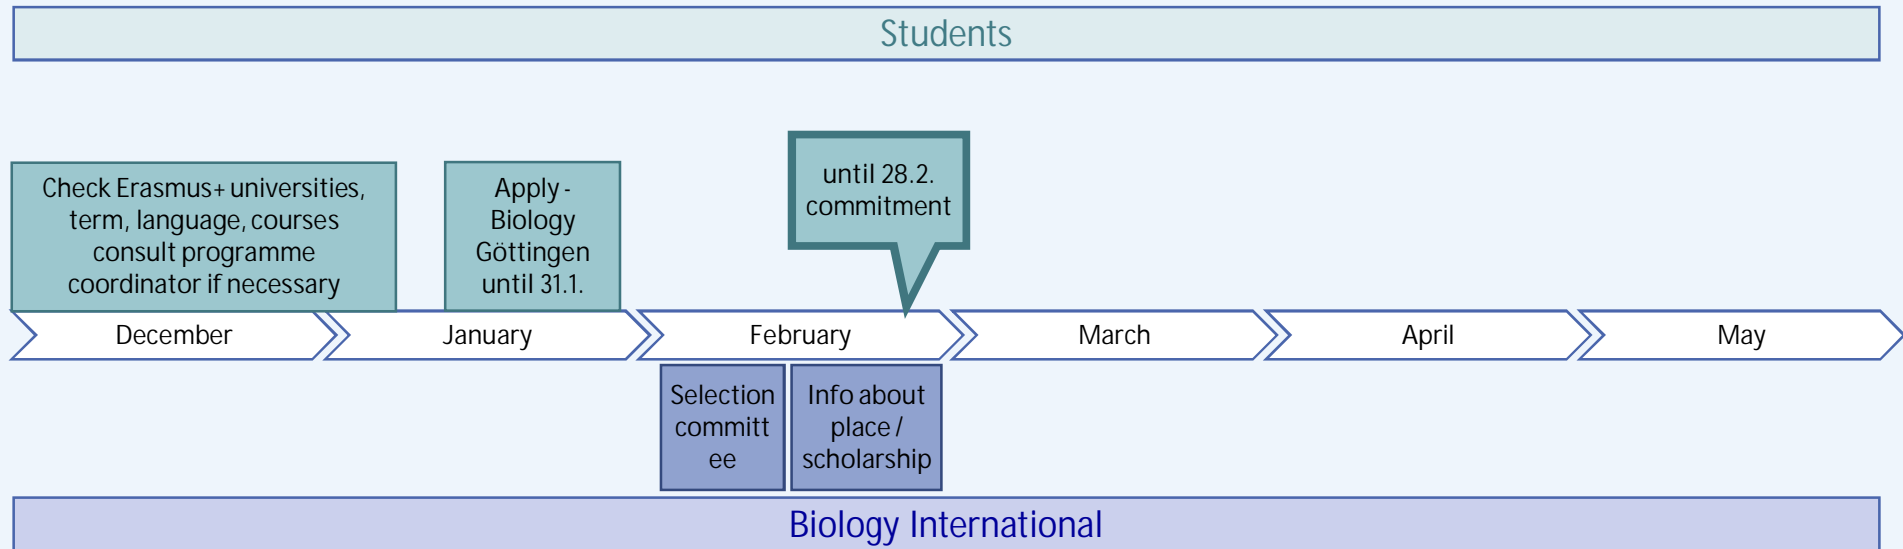 Students
Check Erasmus+ universities,
term, language, courses
consult programme
coordinator if necessary
Apply -
Biology
Göttingen
until 31.1.
until 28.2.
commitment
December
January
February
March
April
May
Selection
committ
ee
Info about
place /
scholarship
Biology International